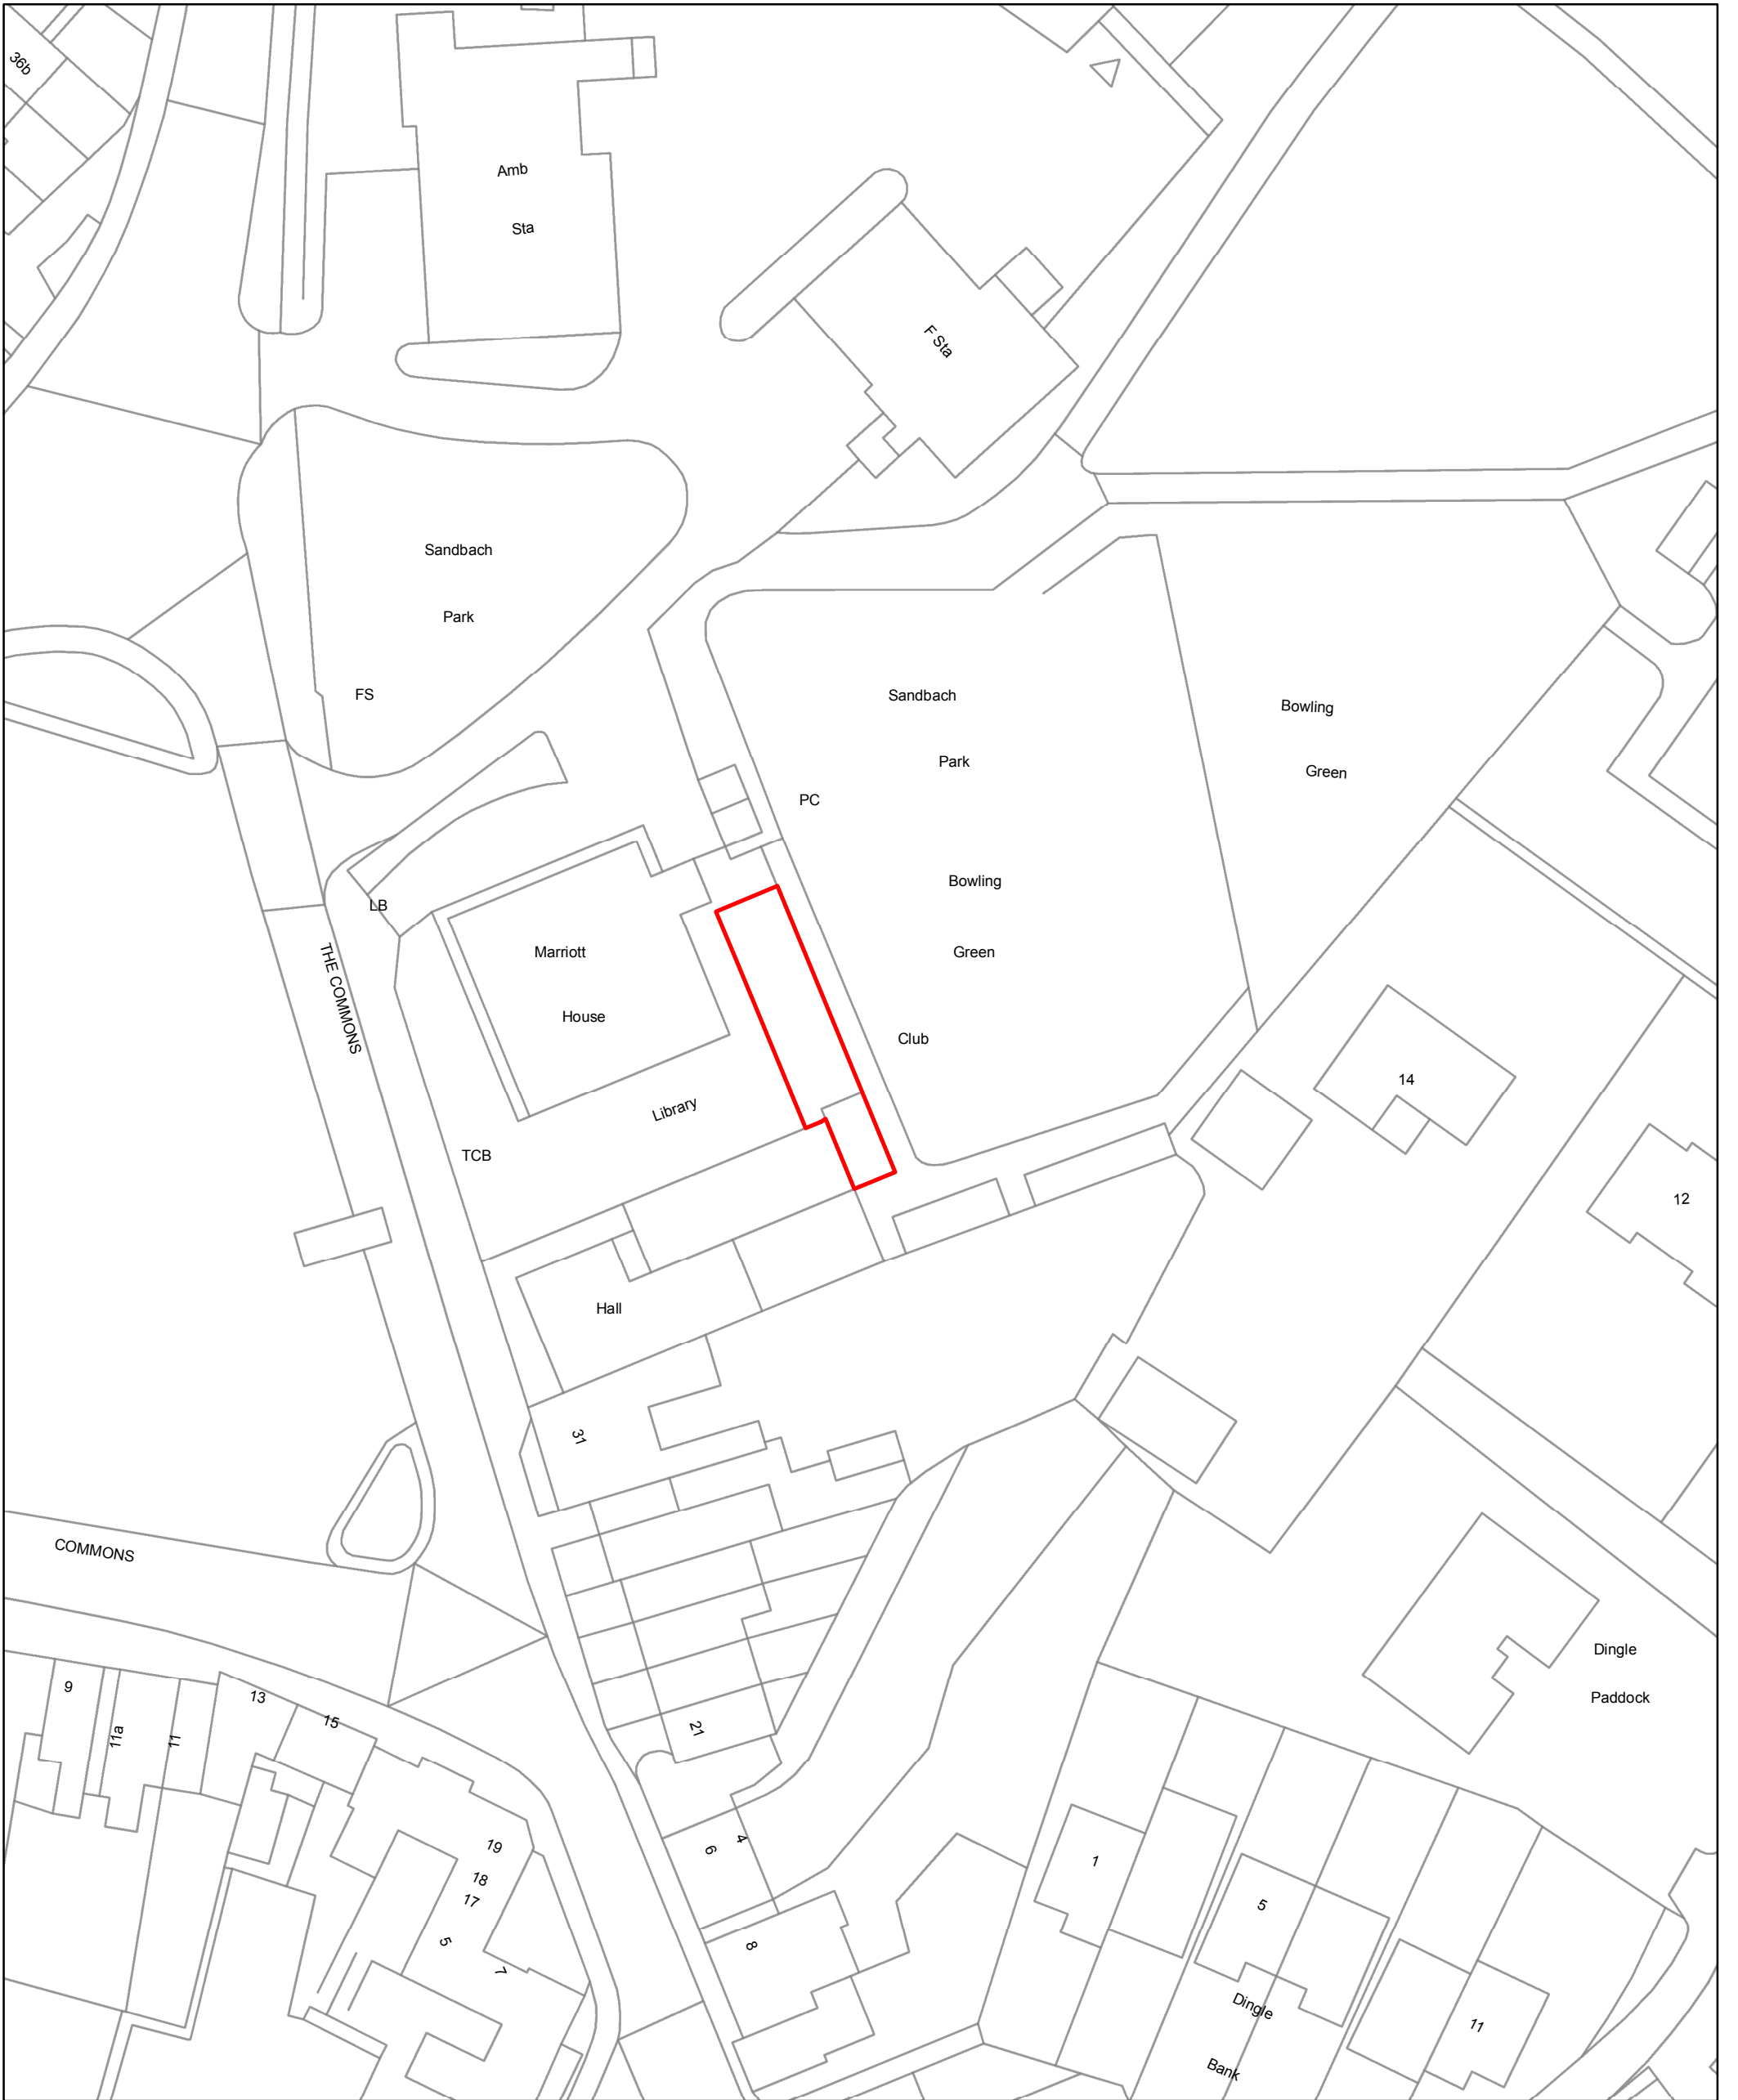 36b
Amb
Sta
F Sta
Sandbach
Park
FS
Sandbach
Park
Bowling
Green
PC
Bowling
Green
Club
LB
THE COMMONS
Marriott
House
Library
TCB
14
12
Hall
31
COMMONS
Dingle
Paddock
9
11a
11
13
15
21
19
18
17
5
7
4
6
8
1
5
11
Dingle
Bank